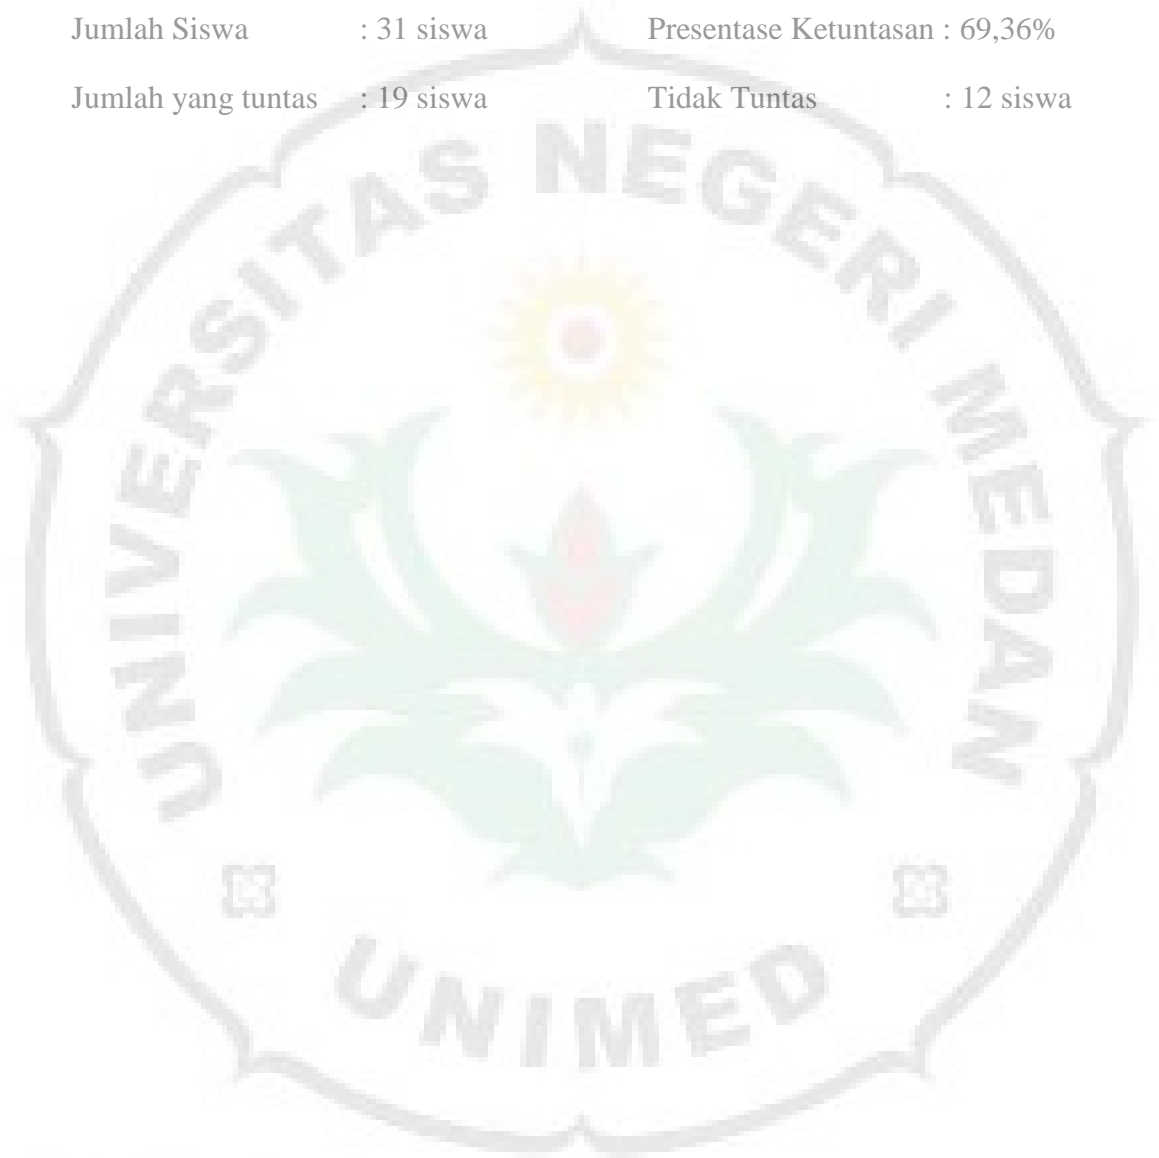 Jumlah Siswa : 31 siswa Presentase Ketuntasan : 69,36%
Jumlah yang tuntas : 19 siswa Tidak Tuntas : 12 siswa
UNIVERSITAS NEGERI MEDAN
UNIMED